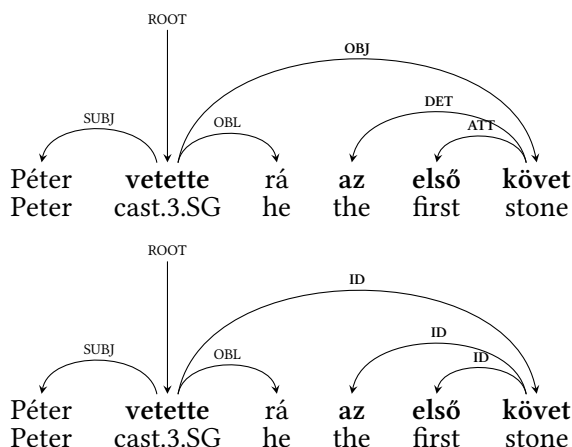 ROOT
OBJ
DET
SUBJ OBL ATT
Péter vetette rá az első követ
Peter cast.3.SG he the first stone
ROOT
ID
ID
SUBJ OBL ID
Péter vetette rá az első követ
Peter cast.3.SG he the first stone